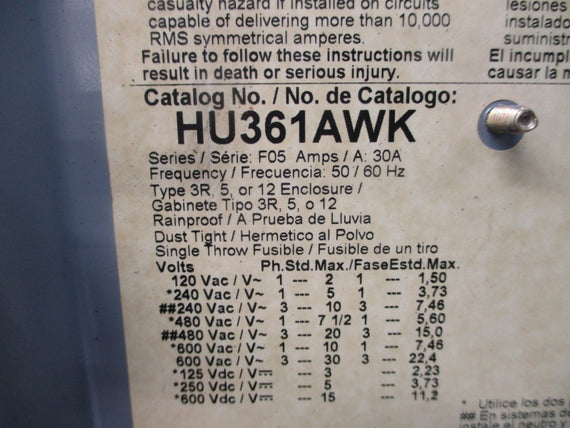 casualty hazard if installed on circuits
capable of delivering more than 10,000
RMS symmetrical amperes.
Failure to follow these instructions will
result in death or serious injury.
lesiones
instalado
suministr
El incumpl
causar la m
Catalog No. / No. de Catalogo:
HU361AWK
Series / Série: F05 Amps / A: 30A
Frequency / Frecuencia: 50 / 60 Hz
Type 3R, 5, or 12 Enclosure /
Gabinete Tipo 3R, 5, o 12
Rainproof / A Prueba de Lluvia
Dust Tight / Hermetico al Polvo
Single Throw Fusible / Fusible de un tiro
Volts Ph.Std.Max./FaseEstd.Max.
120 Vac / V~ 1 --- 2 1 --- 1,50
*240 Vac / V~ 1 --- 5 1 --- 3,73
##240 Vac / V~ 3 --- 10 3 --- 7,46
*480 Vac / V~ 1 --- 7 1/2 1 --- 5,60
##480 Vac / V~ 3 --- 20 3 --- 15,0
*600 Vac / V~ 1 --- 10 1 --- 7,46
600 Vac / V~ 3 --- 30 3 --- 22,4
*125 Vdc / V⎓ --- 3 --- 2,23
*250 Vdc / V⎓ --- 5 --- 3,73
*600 Vdc / V⎓ --- 15 --- 11,2
* Utilice los dos
## En sistemas de
instale el neutro y